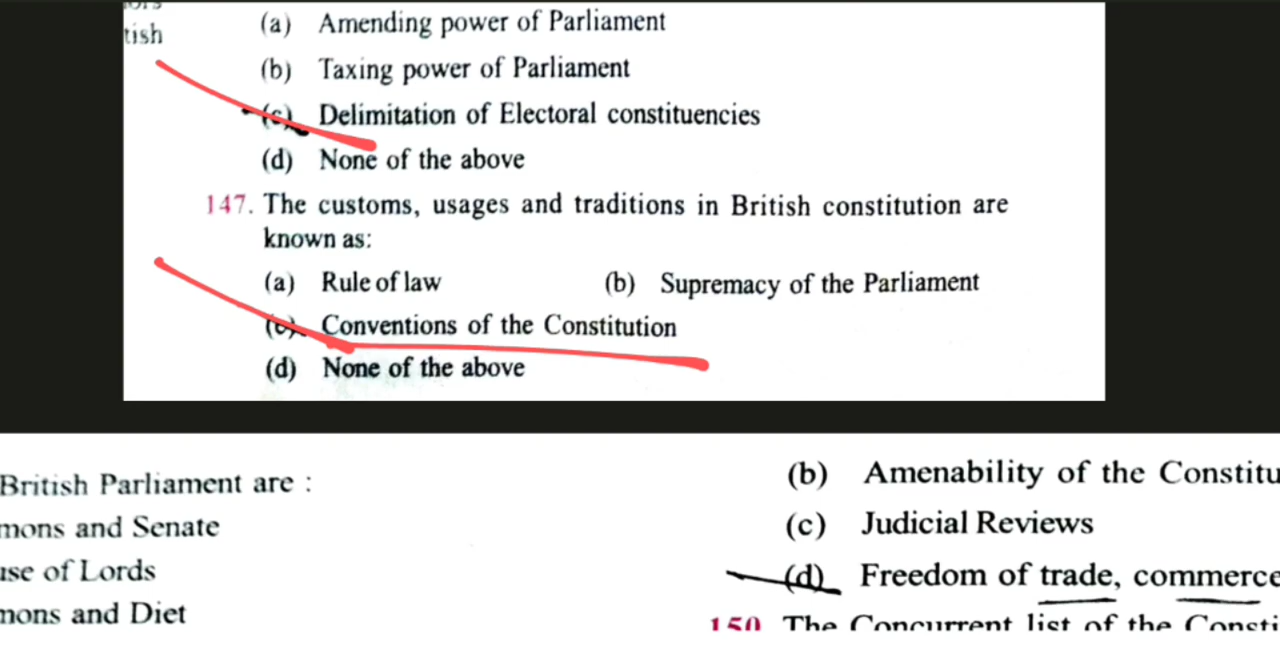 tish
(a) Amending power of Parliament
(b) Taxing power of Parliament
(c) Delimitation of Electoral constituencies
(d) None of the above
147. The customs, usages and traditions in British constitution are
known as:
(a) Rule of law (b) Supremacy of the Parliament
(c) Conventions of the Constitution
(d) None of the above
British Parliament are :
mons and Senate
use of Lords
mons and Diet
(b) Amenability of the Constitu
(c) Judicial Reviews
(d) Freedom of trade, commerce
150 The Concurrent list of the Consti